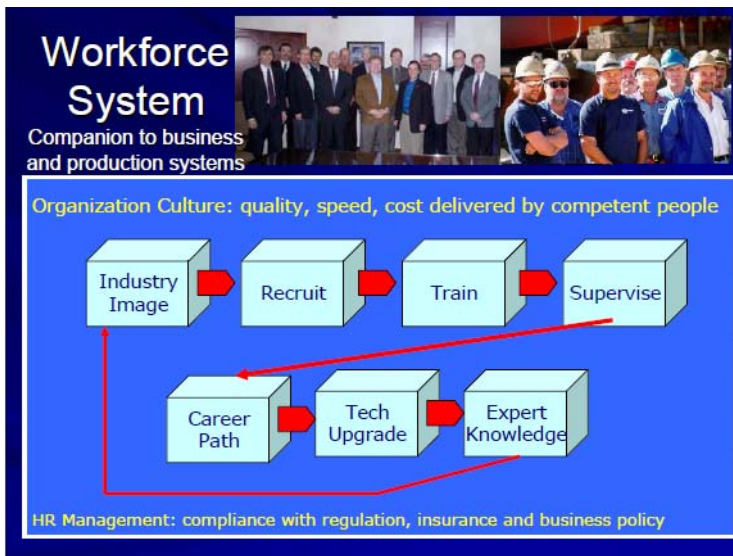 Workforce
System
Companion to business
and production systems
Organization Culture: quality, speed, cost delivered by competent people
Industry
Image
Recruit
Train
Supervise
Career
Path
Tech
Upgrade
Expert
Knowledge
HR Management: compliance with regulation, insurance and business policy